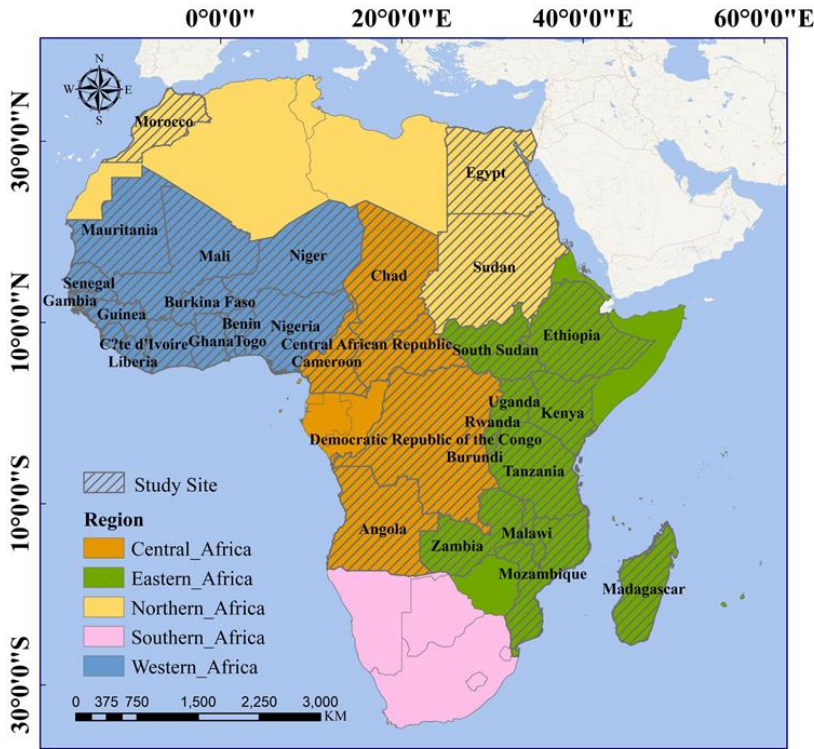 0°0'0"
20°0'0"E
40°0'0"E
60°0'0"E
N
W
E
S
30°0'0"N
10°0'0"N
10°0'0"S
30°0'0"S
Morocco
Egypt
Mauritania
Mali
Niger
Chad
Sudan
Senegal
Gambia
Guinea
Burkina Faso
Benin
Nigeria
C?te d'Ivoire
Ghana
Togo
Liberia
Central African Republic
Cameroon
South Sudan
Ethiopia
Uganda
Kenya
Rwanda
Democratic Republic of the Congo
Burundi
Tanzania
Angola
Malawi
Zambia
Mozambique
Madagascar
Study Site
Region
Central_Africa
Eastern_Africa
Northern_Africa
Southern_Africa
Western_Africa
0 375 750 1,500 2,250 3,000
KM